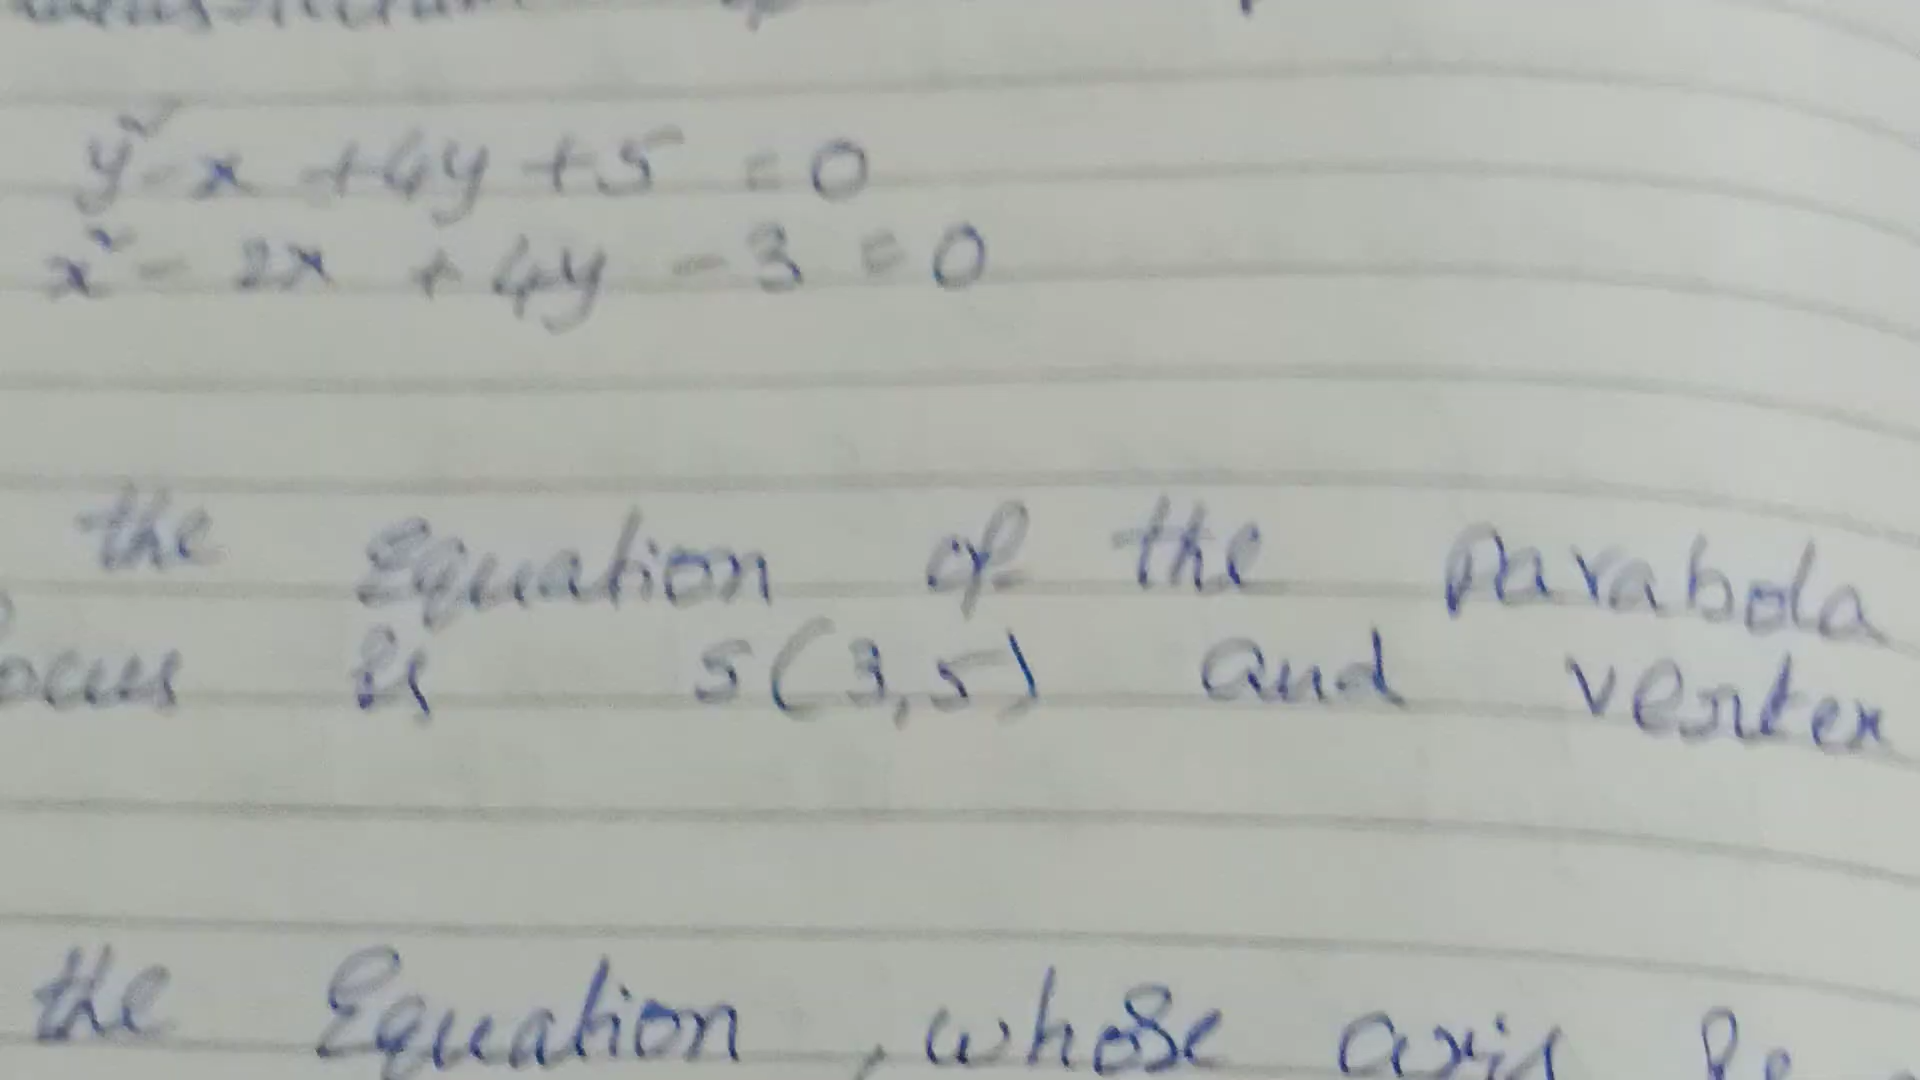 y² - x + 4y + 5 = 0
x² - 2x + 4y - 3 = 0
the Equation of the parabola
ocus is S(3,5) and vertex
the Equation, whose axis